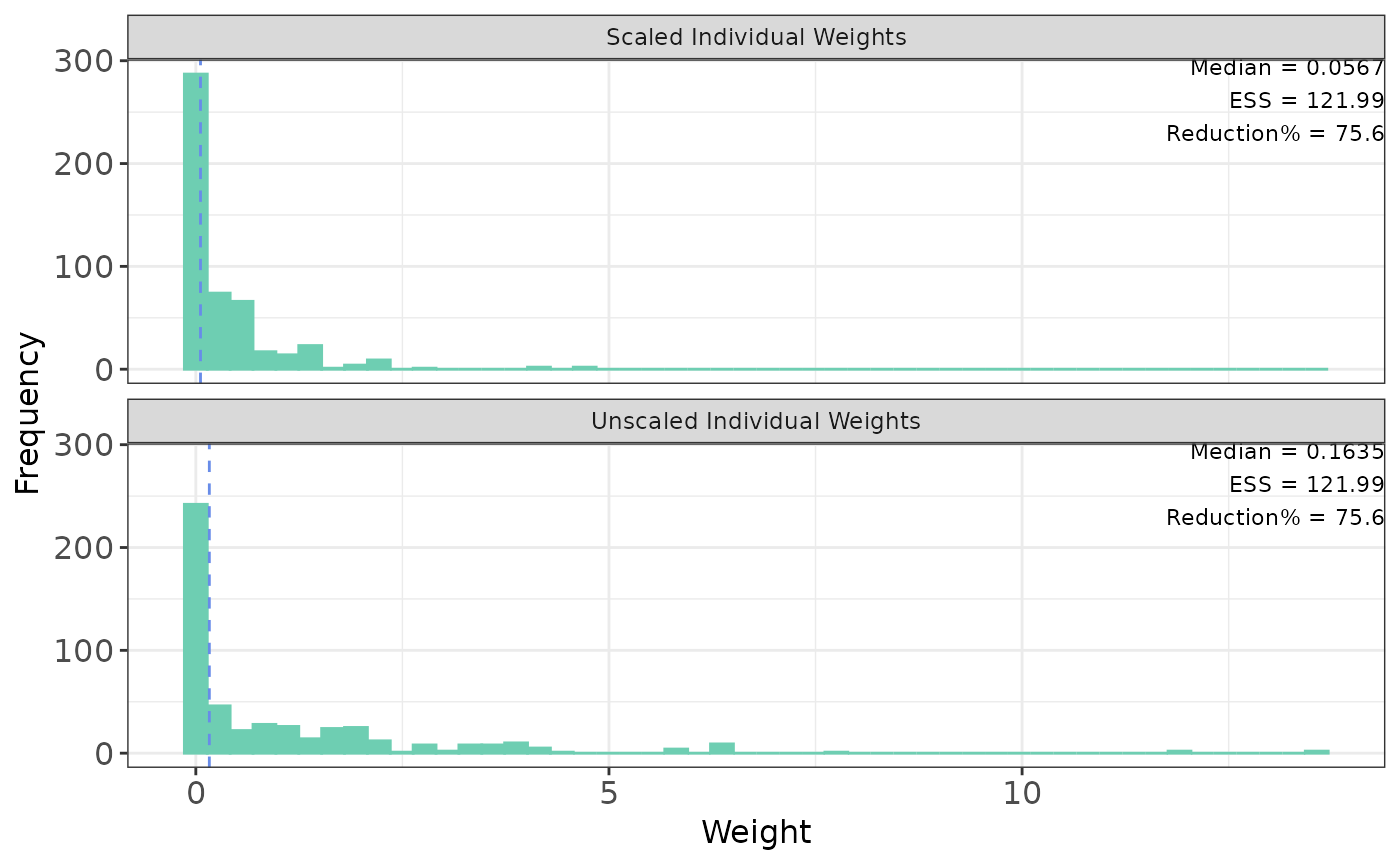 Scaled Individual Weights
300
200
100
0
Median = 0.0567
ESS = 121.99
Reduction% = 75.6
Unscaled Individual Weights
300
200
100
0
Median = 0.1635
ESS = 121.99
Reduction% = 75.6
Frequency
0 5 10
Weight